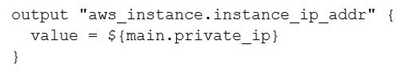 output "aws_instance.instance_ip_addr" {
  value = ${main.private_ip}
}